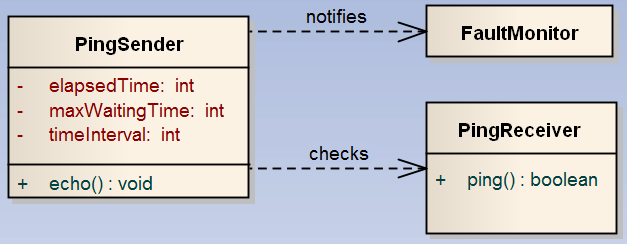 PingSender
- elapsedTime: int
- maxWaitingTime: int
- timeInterval: int
+ echo() : void
notifies
FaultMonitor
checks
PingReceiver
+ ping() : boolean